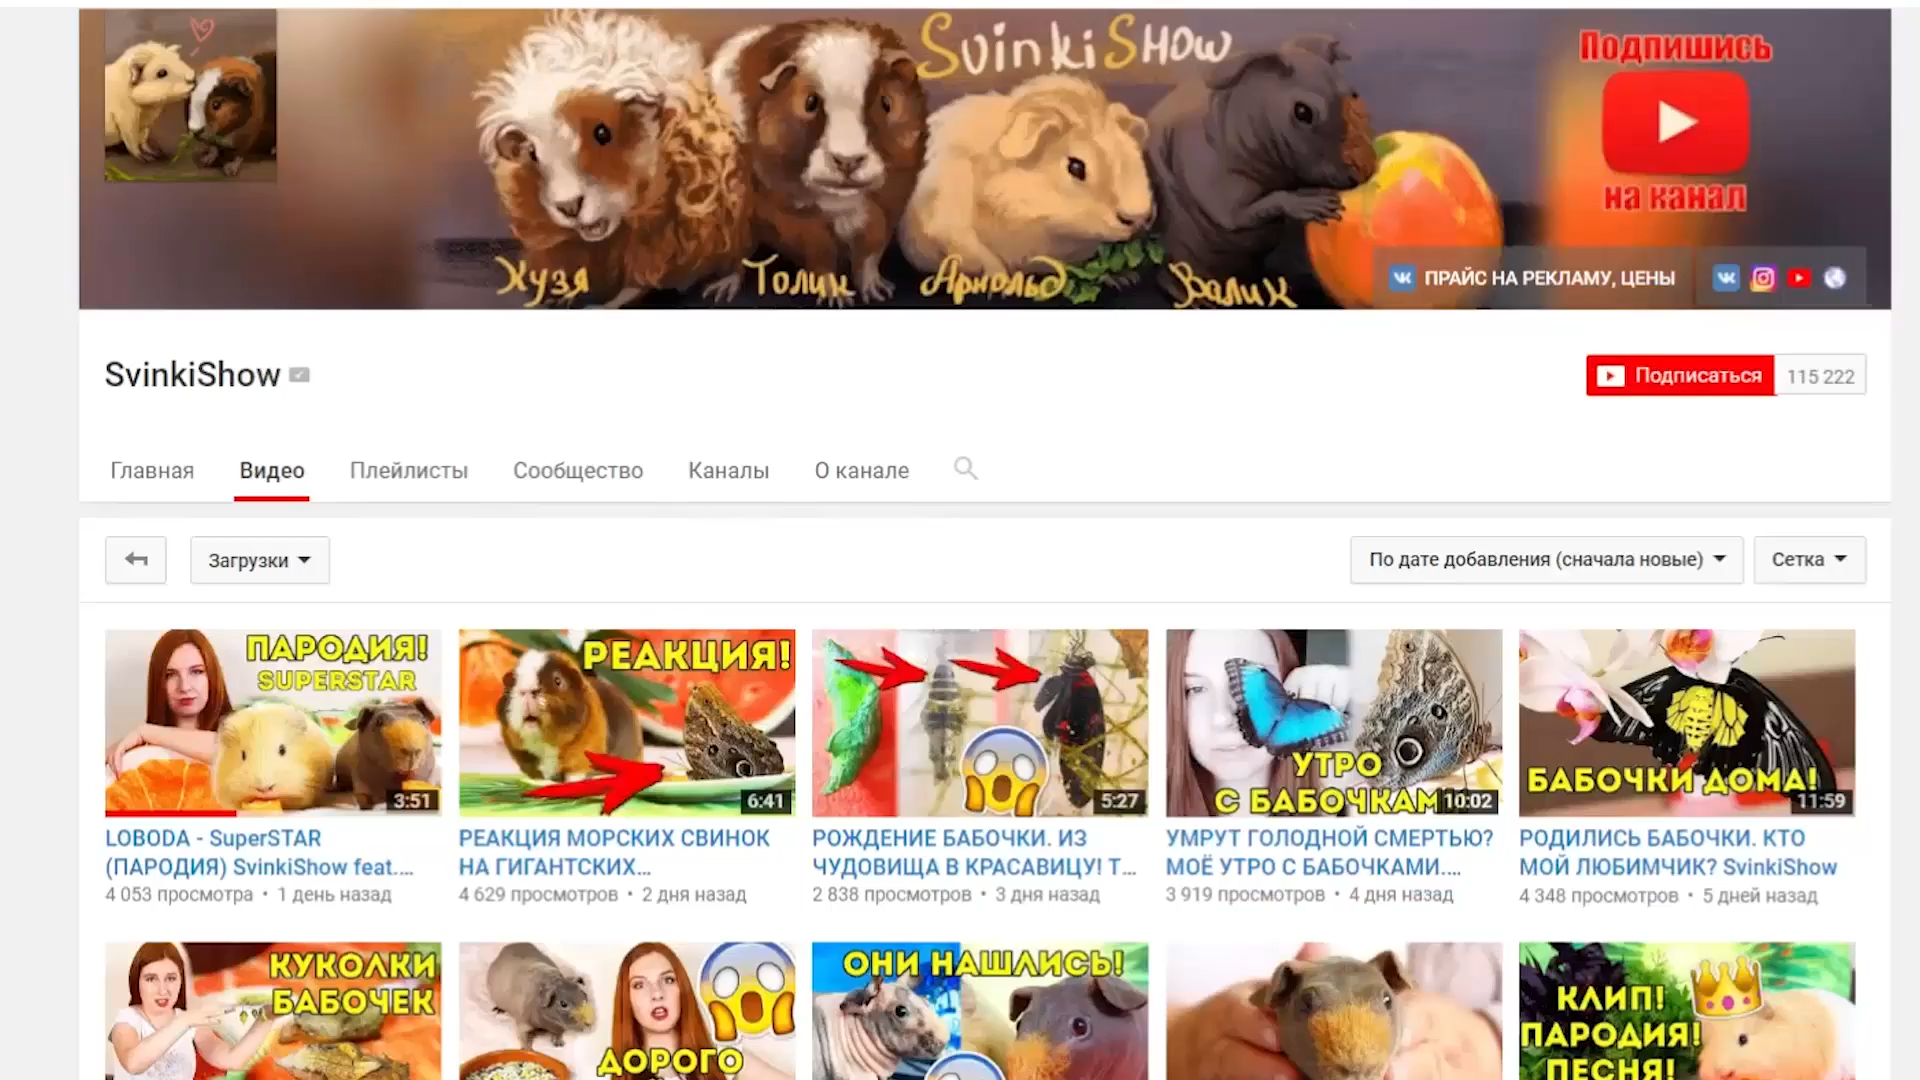 SvinkiShow
Подпишись
на канал
Жузя
Толик
Арнольд
Валик
ПРАЙС НА РЕКЛАМУ, ЦЕНЫ
SvinkiShow
Подписаться
115 222
Главная
Видео
Плейлисты
Сообщество
Каналы
О канале
Загрузки
По дате добавления (сначала новые)
Сетка
ПАРОДИЯ!
SUPERSTAR
3:51
РЕАКЦИЯ!
6:41
5:27
УТРО
С БАБОЧКАМ
10:02
БАБОЧКИ ДОМА!
11:59
LOBODA - SuperSTAR
(ПАРОДИЯ) SvinkiShow feat....
4 053 просмотра • 1 день назад
РЕАКЦИЯ МОРСКИХ СВИНОК
НА ГИГАНТСКИХ...
4 629 просмотров • 2 дня назад
РОЖДЕНИЕ БАБОЧКИ. ИЗ
ЧУДОВИЩА В КРАСАВИЦУ! Т...
2 838 просмотров • 3 дня назад
УМРУТ ГОЛОДНОЙ СМЕРТЬЮ?
МОЁ УТРО С БАБОЧКАМИ....
3 919 просмотров • 4 дня назад
РОДИЛИСЬ БАБОЧКИ. КТО
МОЙ ЛЮБИМЧИК? SvinkiShow
4 348 просмотров • 5 дней назад
КУКОЛКИ
БАБОЧЕК
ДОРОГО
ОНИ НАШЛИСЬ!
КЛИП!
ПАРОДИЯ!
ПЕСНЯ!